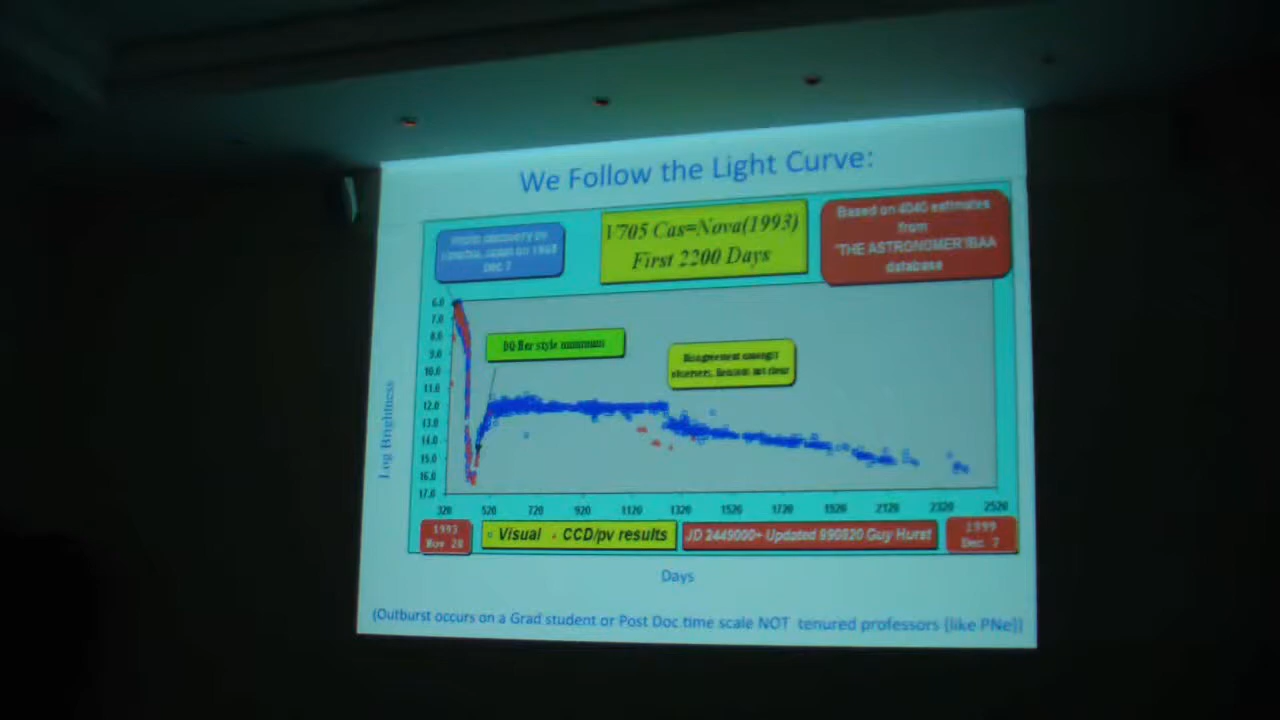 We Follow the Light Curve:
Dec 7
V705 Cas=Nova(1993)
First 2200 Days
Based on 4040 estimates
from
'THE ASTRONOMER'/BAA
database
DQ Her style minimum
Disagreement amongst
observers. Reasons not clear
Log Brightness
6.0
7.0
8.0
9.0
10.0
11.0
12.0
13.0
14.0
15.0
16.0
17.0
320 520 720 920 1120 1320 1520 1720 1920 2120 2320 2520
1993
Nov 28
Visual CCD/pv results
JD 2449000+ Updated 990820 Guy Hurst
1999
Dec. 7
Days
(Outburst occurs on a Grad student or Post Doc time scale NOT tenured professors [like PNe])